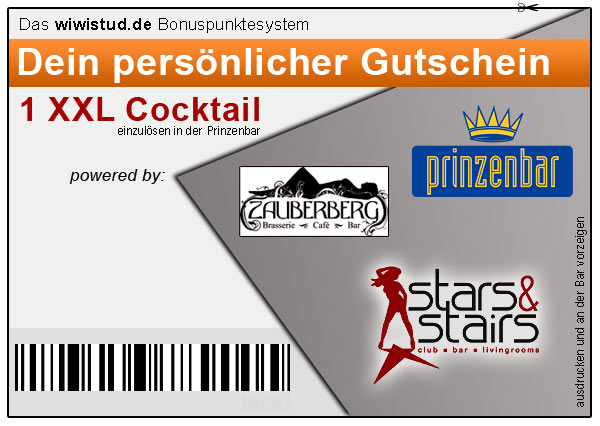 Das wiwistud.de Bonuspunktesystem
Dein persönlicher Gutschein
1 XXL Cocktail
einzulösen in der Prinzenbar
powered by:
prinzenbar
ZAUBERBERG
Brasserie Café Bar
stars&
stairs
club ▪ bar ▪ livingrooms
ausdrucken und an der Bar vorzeigen
wiwi